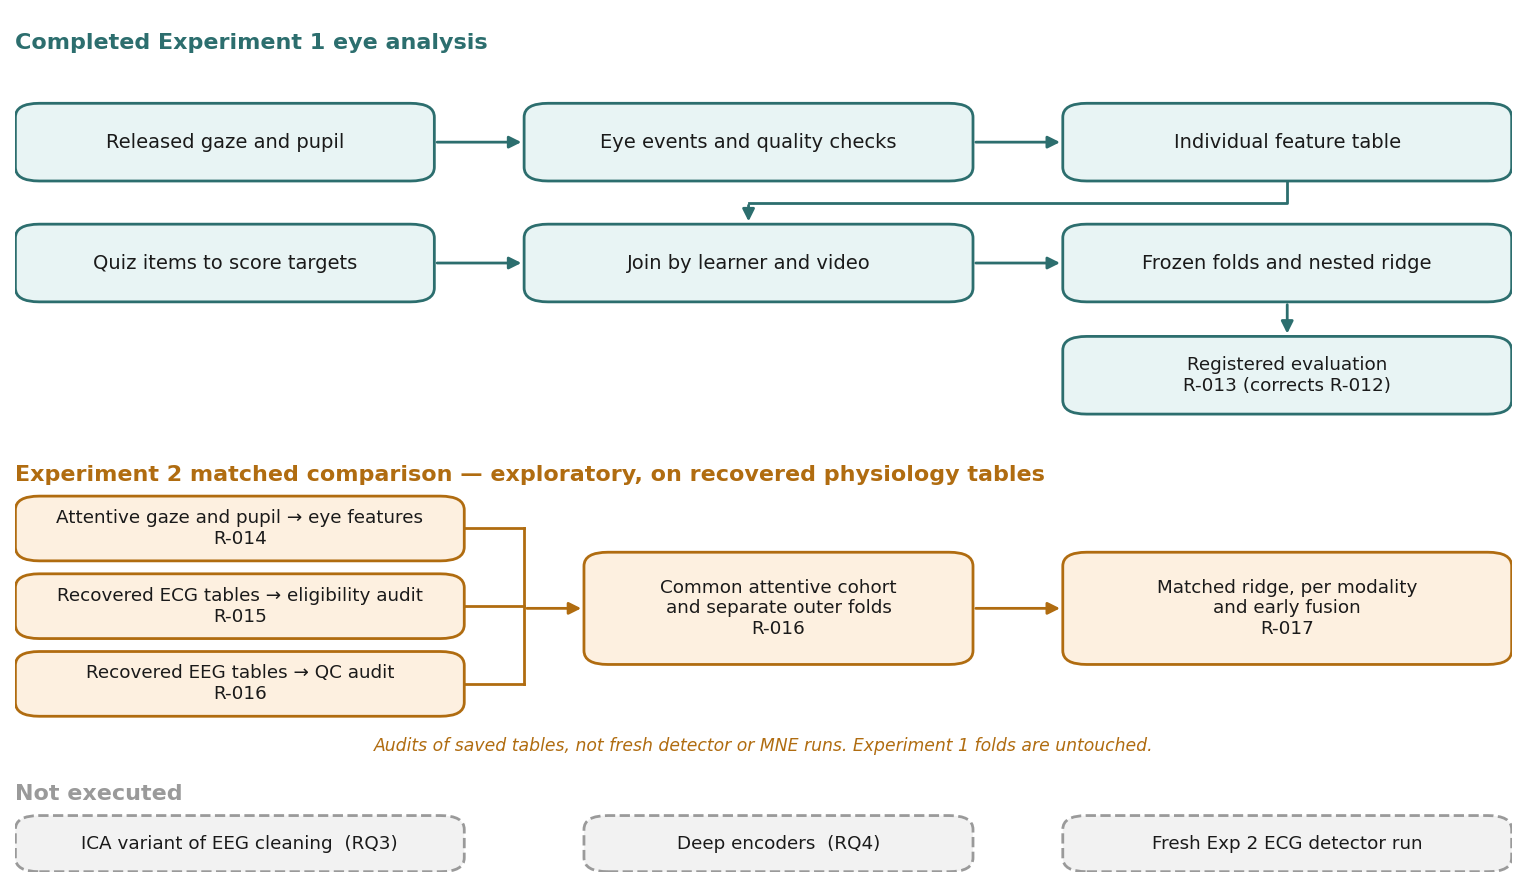 Completed Experiment 1 eye analysis
Released gaze and pupil
Eye events and quality checks
Individual feature table
Quiz items to score targets
Join by learner and video
Frozen folds and nested ridge
Registered evaluation
R-013 (corrects R-012)
Experiment 2 matched comparison — exploratory, on recovered physiology tables
Attentive gaze and pupil → eye features
R-014
Recovered ECG tables → eligibility audit
R-015
Recovered EEG tables → QC audit
R-016
Common attentive cohort
and separate outer folds
R-016
Matched ridge, per modality
and early fusion
R-017
Audits of saved tables, not fresh detector or MNE runs. Experiment 1 folds are untouched.
Not executed
ICA variant of EEG cleaning (RQ3)
Deep encoders (RQ4)
Fresh Exp 2 ECG detector run